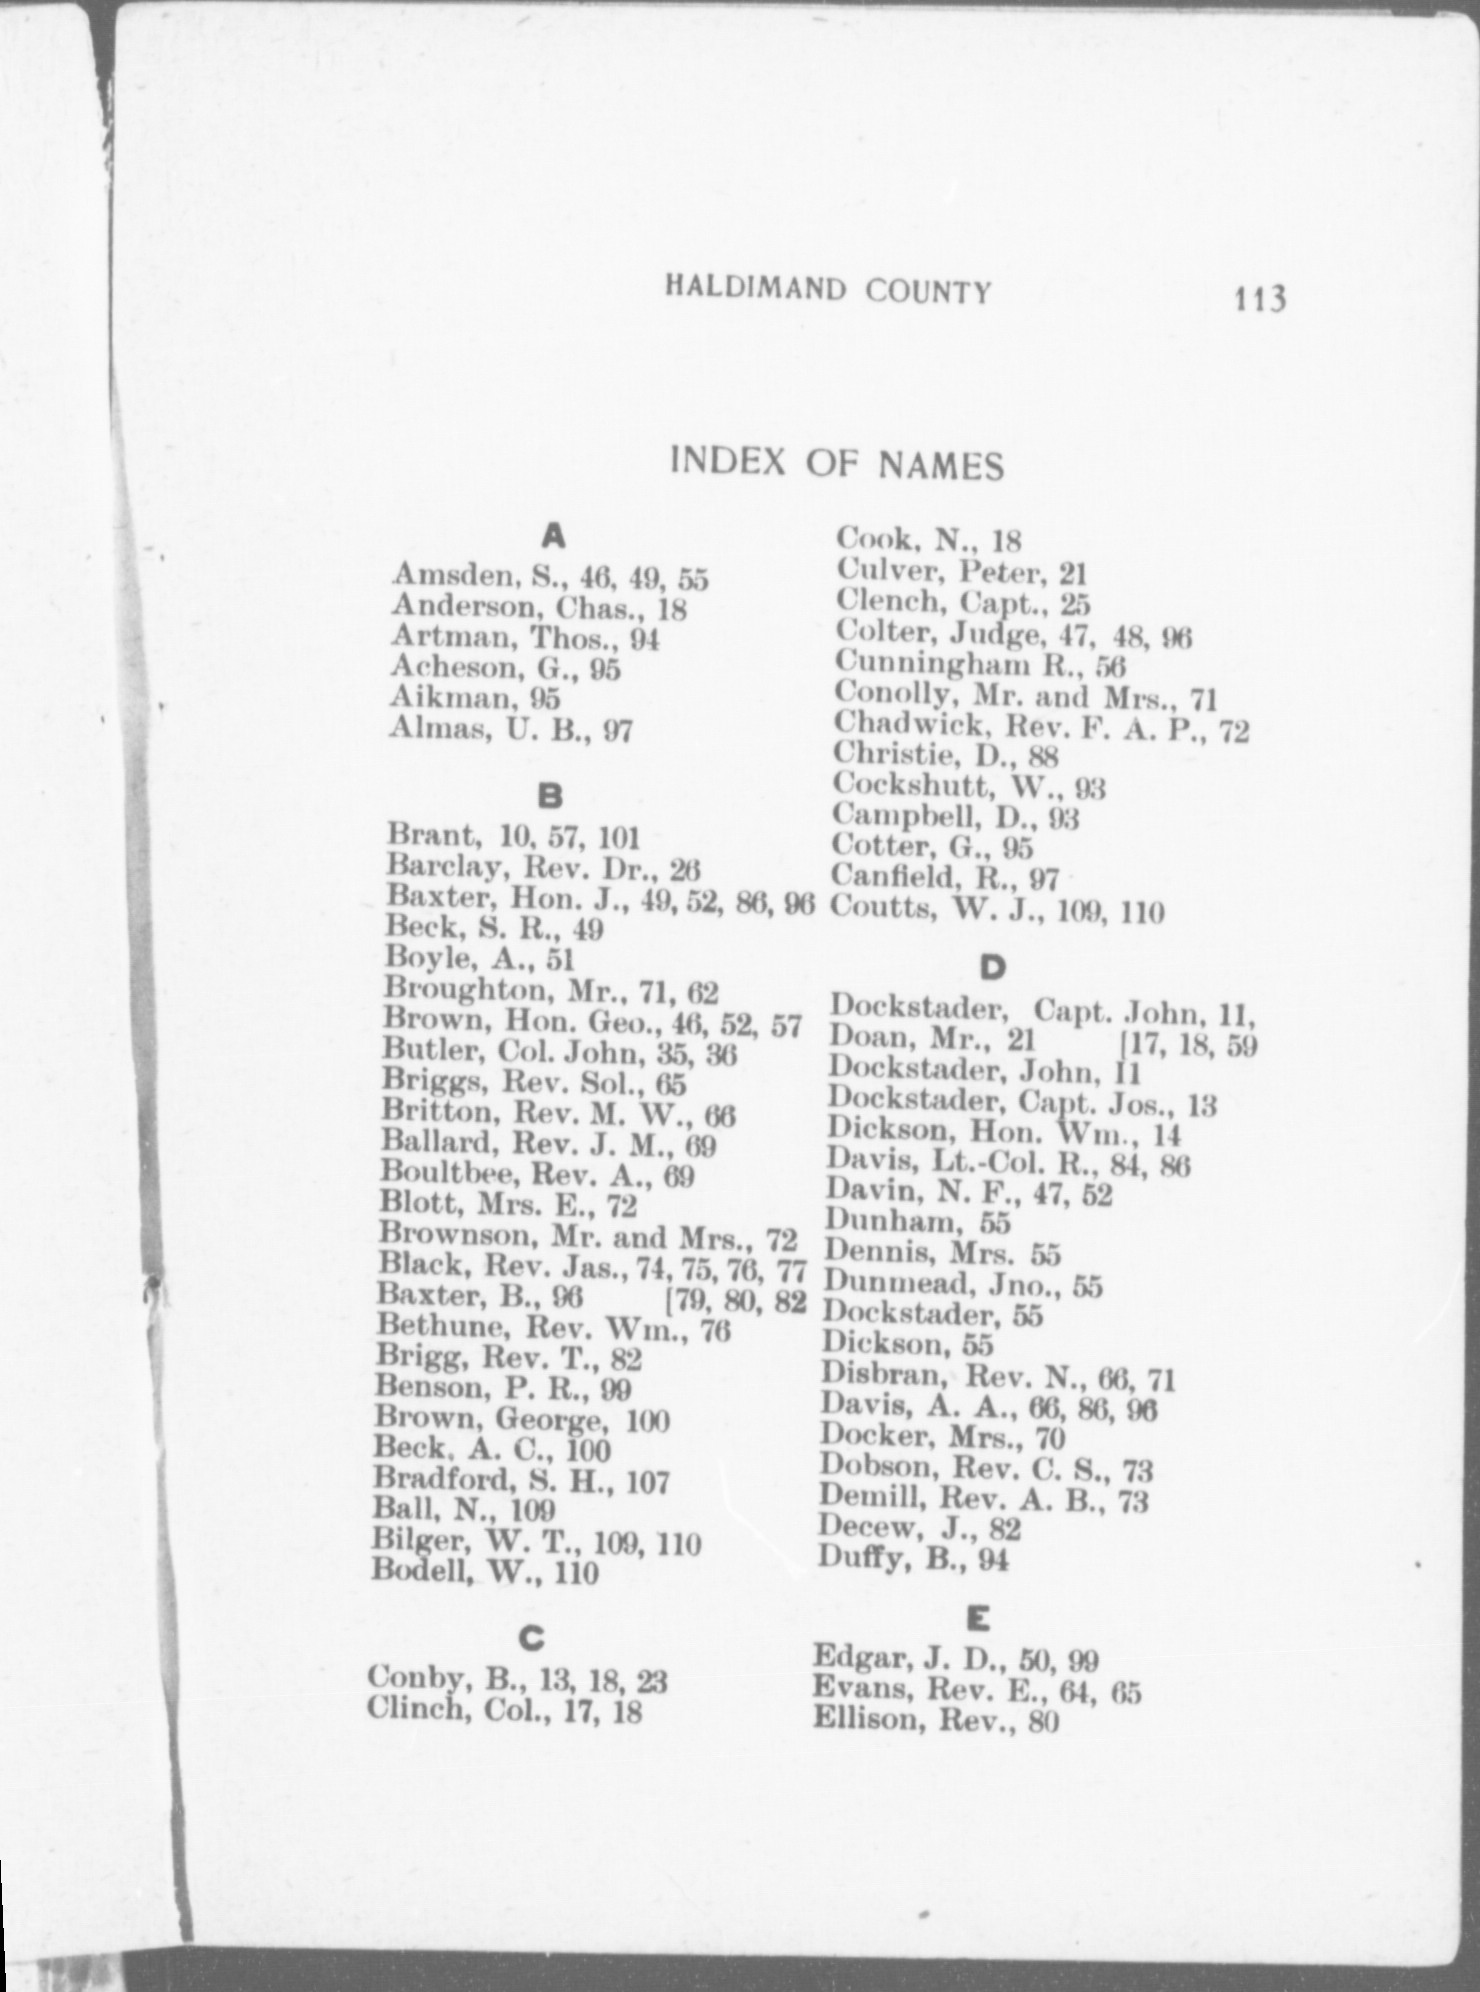 HALDIMAND COUNTY 113
INDEX OF NAMES
A
Amsden, S., 46, 49, 55
Anderson, Chas., 18
Artman, Thos., 94
Acheson, G., 95
Aikman, 95
Almas, U. B., 97
B
Brant, 10, 57, 101
Barclay, Rev. Dr., 26
Baxter, Hon. J., 49, 52, 86, 96
Beck, S. R., 49
Boyle, A., 51
Broughton, Mr., 71, 62
Brown, Hon. Geo., 46, 52, 57
Butler, Col. John, 35, 36
Briggs, Rev. Sol., 65
Britton, Rev. M. W., 66
Ballard, Rev. J. M., 69
Boultbee, Rev. A., 69
Blott, Mrs. E., 72
Brownson, Mr. and Mrs., 72
Black, Rev. Jas., 74, 75, 76, 77
Baxter, B., 96 [79, 80, 82
Bethune, Rev. Wm., 76
Brigg, Rev. T., 82
Benson, P. R., 99
Brown, George, 100
Beck, A. C., 100
Bradford, S. H., 107
Ball, N., 109
Bilger, W. T., 109, 110
Bodell, W., 110
C
Conby, B., 13, 18, 23
Clinch, Col., 17, 18
Cook, N., 18
Culver, Peter, 21
Clench, Capt., 25
Colter, Judge, 47, 48, 96
Cunningham R., 56
Conolly, Mr. and Mrs., 71
Chadwick, Rev. F. A. P., 72
Christie, D., 88
Cockshutt, W., 93
Campbell, D., 93
Cotter, G., 95
Canfield, R., 97
Coutts, W. J., 109, 110
D
Dockstader, Capt. John, 11,
Doan, Mr., 21 [17, 18, 59
Dockstader, John, I1
Dockstader, Capt. Jos., 13
Dickson, Hon. Wm., 14
Davis, Lt.-Col. R., 84, 86
Davin, N. F., 47, 52
Dunham, 55
Dennis, Mrs. 55
Dunmead, Jno., 55
Dockstader, 55
Dickson, 55
Disbran, Rev. N., 66, 71
Davis, A. A., 66, 86, 96
Docker, Mrs., 70
Dobson, Rev. C. S., 73
Demill, Rev. A. B., 73
Decew, J., 82
Duffy, B., 94
E
Edgar, J. D., 50, 99
Evans, Rev. E., 64, 65
Ellison, Rev., 80